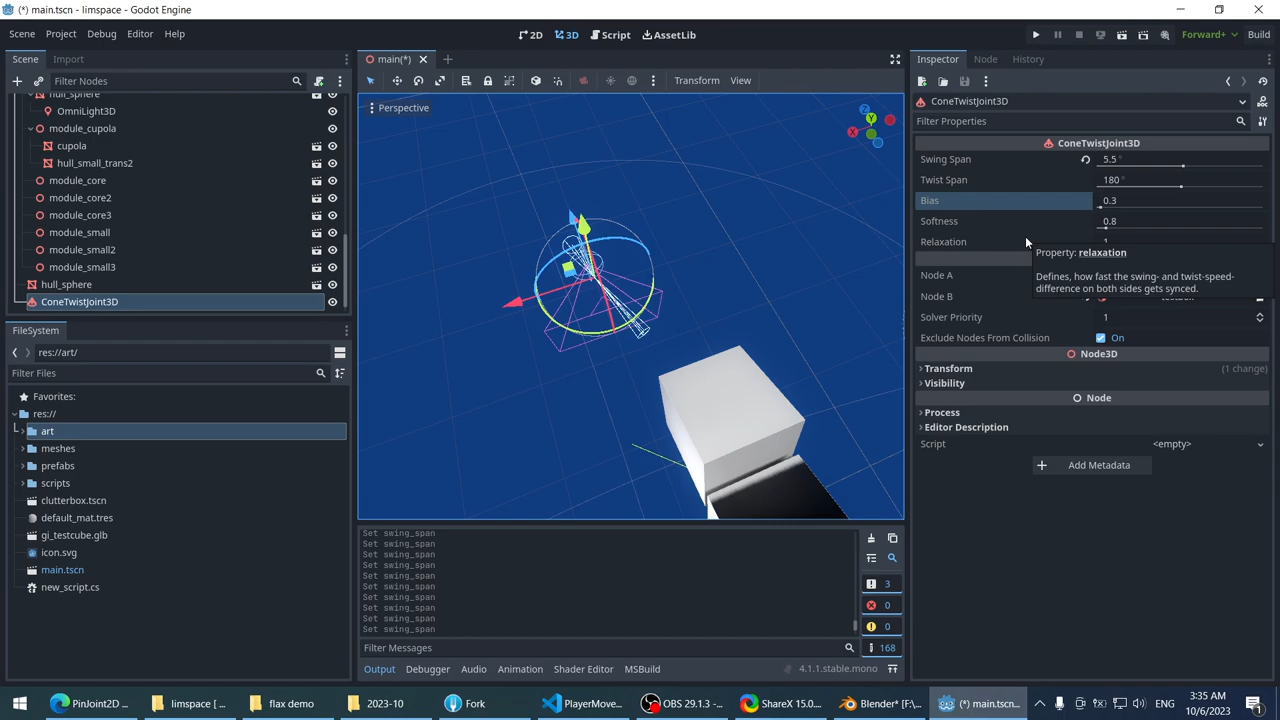 (*) main.tscn - limspace - Godot Engine
Scene Project Debug Editor Help
2D 3D Script AssetLib
Forward+ Build
Scene Import
main(*)
Inspector Node History
Filter Nodes
Transform View
ConeTwistJoint3D
Filter Properties
hull_sphere
OmniLight3D
module_cupola
cupola
hull_small_trans2
module_core
module_core2
module_core3
module_small
module_small2
module_small3
hull_sphere
ConeTwistJoint3D
FileSystem
res://art/
Filter Files
Favorites:
res://
art
meshes
prefabs
scripts
clutterbox.tscn
default_mat.tres
gi_testcube.glb
icon.svg
main.tscn
new_script.cs
Perspective
Z
Y
X
Set swing_span
Set swing_span
Set swing_span
Set swing_span
Set swing_span
Set swing_span
Set swing_span
Set swing_span
Set swing_span
Set swing_span
3
0
0
168
Filter Messages
Output Debugger Audio Animation Shader Editor MSBuild
4.1.1.stable.mono
ConeTwistJoint3D
Swing Span 5.5 °
Twist Span 180 °
Bias 0.3
Softness 0.8
Relaxation 1
Property: relaxation
Defines, how fast the swing- and twist-speed-
difference on both sides gets synced.
Node A
Node B
Solver Priority 1
Exclude Nodes From Collision On
Node3D
Transform (1 change)
Visibility
Node
Process
Editor Description
Script <empty>
Add Metadata
PinJoint2D ...
limspace [ ...
flax demo
2023-10
Fork
PlayerMove...
OBS 29.1.3 - ...
ShareX 15.0...
Blender* [F:\...
(*) main.tscn...
ENG
3:35 AM
10/6/2023
1